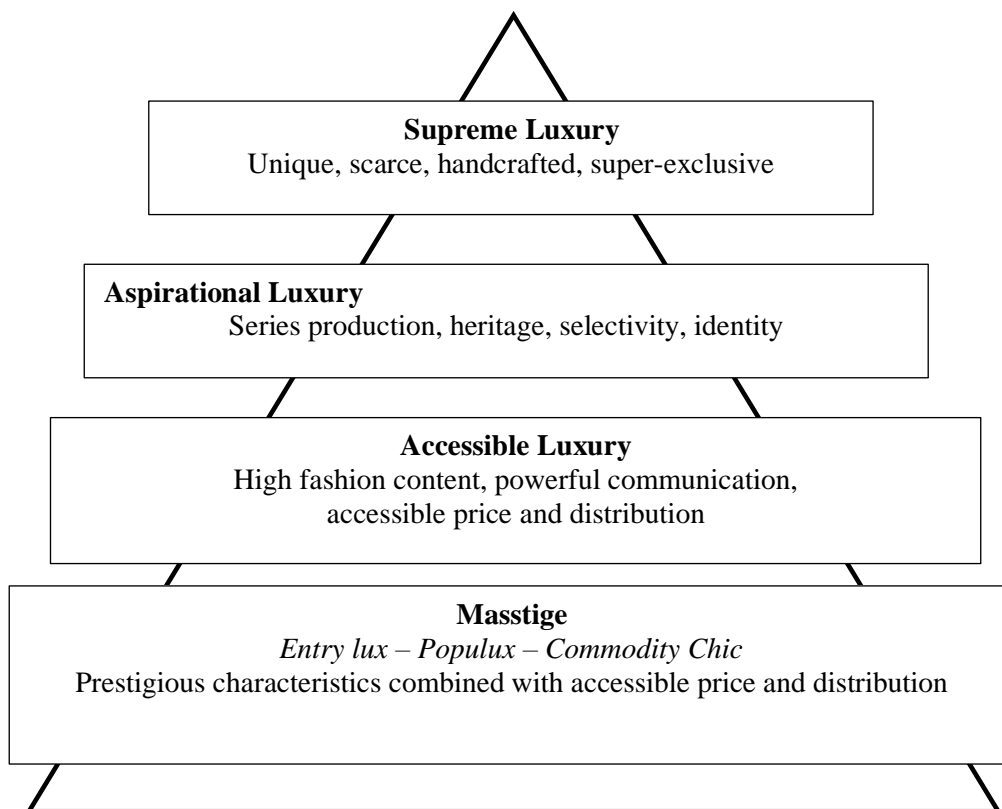 Supreme Luxury
Unique, scarce, handcrafted, super-exclusive
Aspirational Luxury
Series production, heritage, selectivity, identity
Accessible Luxury
High fashion content, powerful communication,
accessible price and distribution
Masstige
Entry lux – Populux – Commodity Chic
Prestigious characteristics combined with accessible price and distribution